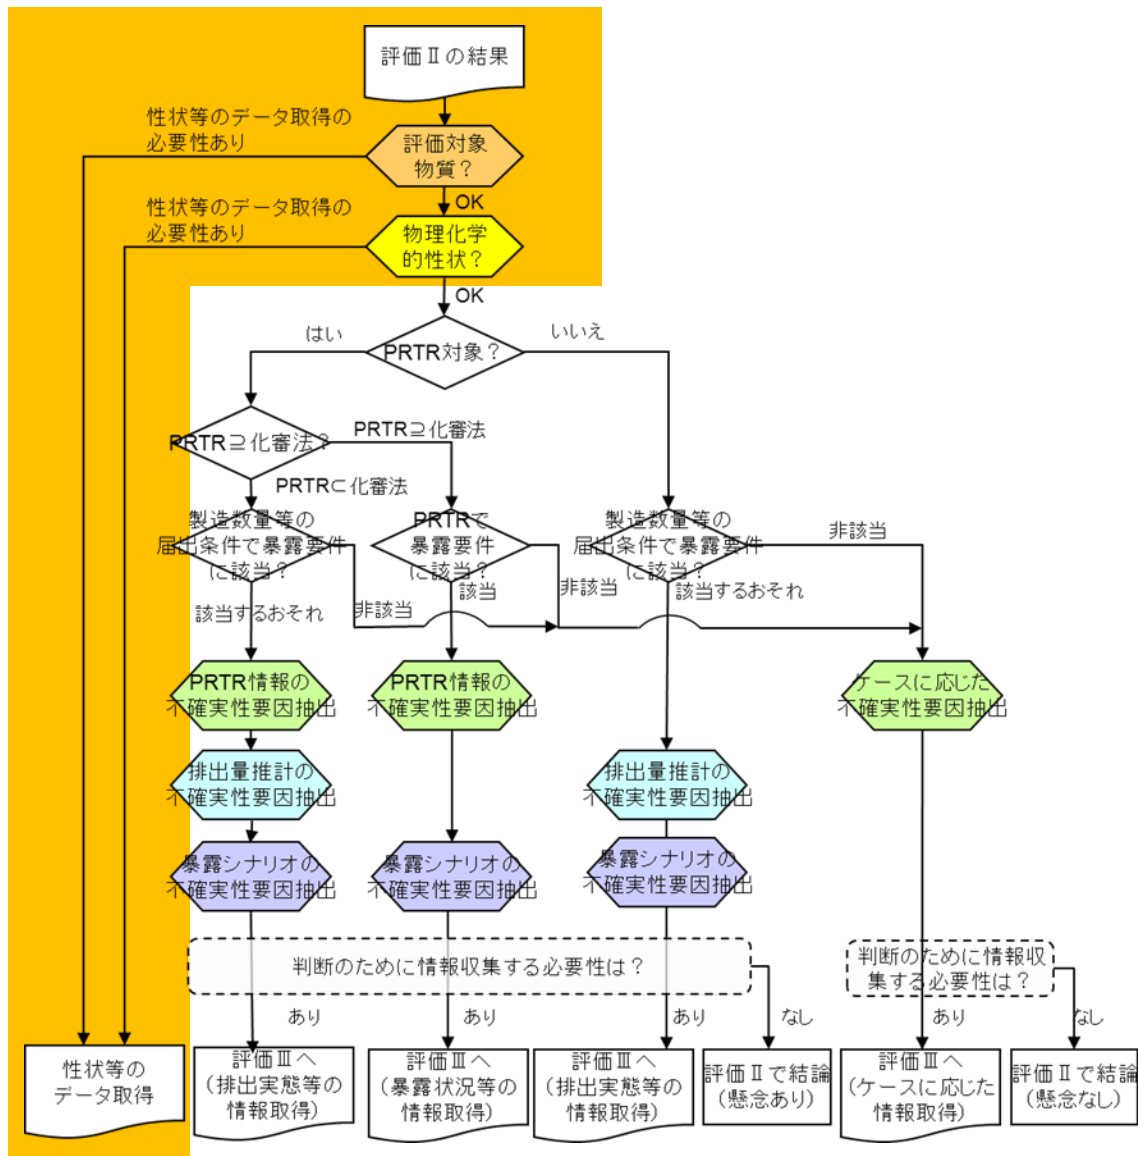 評価Ⅱの結果
性状等のデータ取得の
必要性あり
評価対象
物質？
OK
性状等のデータ取得の
必要性あり
物理化学
的性状？
OK
はい
いいえ
PRTR対象？
PRTR⊇化審法？
PRTR⊇化審法
PRTR⊂化審法
製造数量等の
届出条件で暴露要件
に該当？
PRTRで
暴露要件
に該当？
製造数量等の
届出条件で暴露要件
に該当？
非該当
該当するおそれ
非該当
該当
非該当
該当するおそれ
PRTR情報の
不確実性要因抽出
PRTR情報の
不確実性要因抽出
ケースに応じた
不確実性要因抽出
排出量推計の
不確実性要因抽出
排出量推計の
不確実性要因抽出
暴露シナリオの
不確実性要因抽出
暴露シナリオの
不確実性要因抽出
暴露シナリオの
不確実性要因抽出
判断のために情報収集する必要性は？
判断のために情報収
集する必要性は？
あり
あり
あり
なし
あり
なし
性状等の
データ取得
評価Ⅲへ
(排出実態等の
情報取得)
評価Ⅲへ
(暴露状況等の
情報取得)
評価Ⅲへ
(排出実態等の
情報取得)
評価Ⅱで結論
(懸念あり)
評価Ⅲへ
(ケースに応じた
情報取得)
評価Ⅱで結論
(懸念なし)